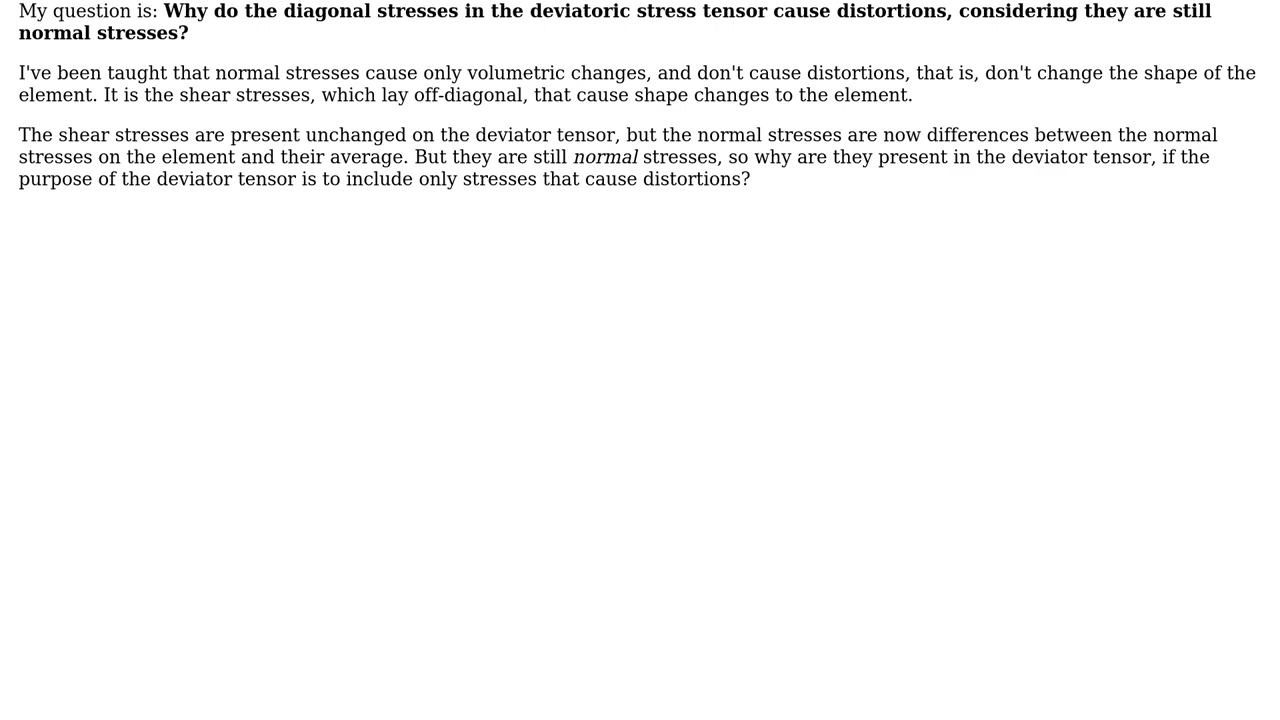 My question is: Why do the diagonal stresses in the deviatoric stress tensor cause distortions, considering they are still
normal stresses?
I've been taught that normal stresses cause only volumetric changes, and don't cause distortions, that is, don't change the shape of the
element. It is the shear stresses, which lay off-diagonal, that cause shape changes to the element.
The shear stresses are present unchanged on the deviator tensor, but the normal stresses are now differences between the normal
stresses on the element and their average. But they are still normal stresses, so why are they present in the deviator tensor, if the
purpose of the deviator tensor is to include only stresses that cause distortions?